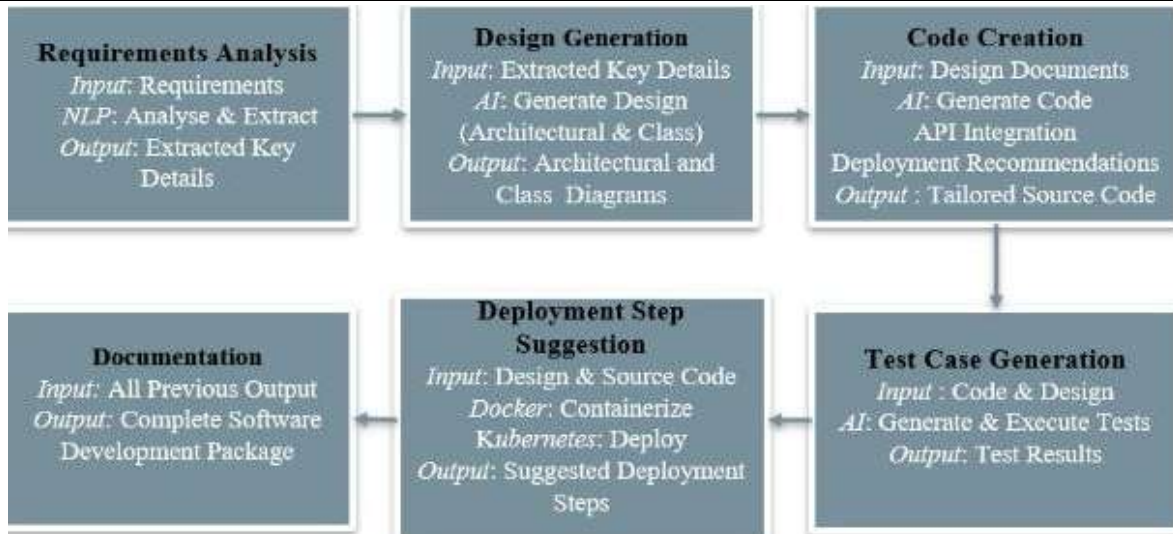 Requirements Analysis
Input: Requirements
NLP: Analyse & Extract
Output: Extracted Key
Details
Design Generation
Input: Extracted Key Details
AI: Generate Design
(Architectural & Class)
Output: Architectural and
Class Diagrams
Code Creation
Input: Design Documents
AI: Generate Code
API Integration
Deployment Recommendations
Output : Tailored Source Code
Test Case Generation
Input : Code & Design
AI: Generate & Execute Tests
Output: Test Results
Deployment Step
Suggestion
Input: Design & Source Code
Docker: Containerize
Kubernetes: Deploy
Output: Suggested Deployment
Steps
Documentation
Input: All Previous Output
Output: Complete Software
Development Package